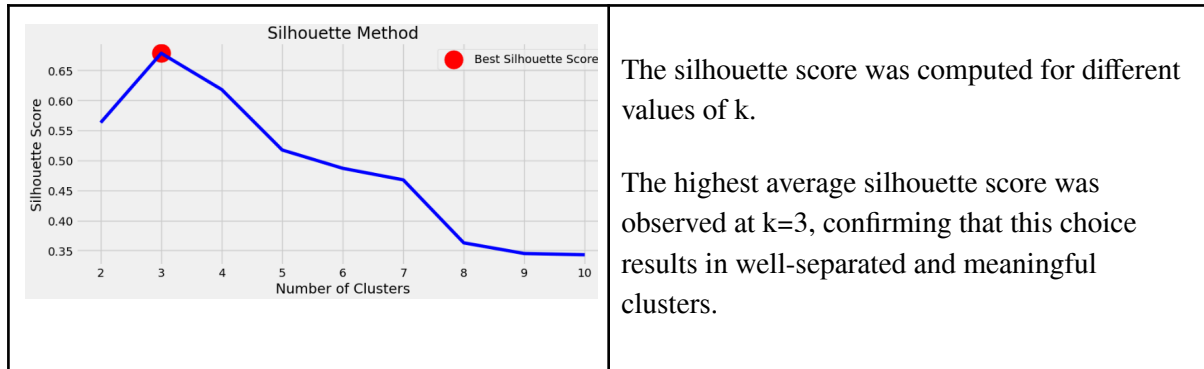 Silhouette Method
Best Silhouette Score
Silhouette Score
0.65
0.60
0.55
0.50
0.45
0.40
0.35
2 3 4 5 6 7 8 9 10
Number of Clusters
The silhouette score was computed for different
values of k.
The highest average silhouette score was
observed at k=3, confirming that this choice
results in well-separated and meaningful
clusters.